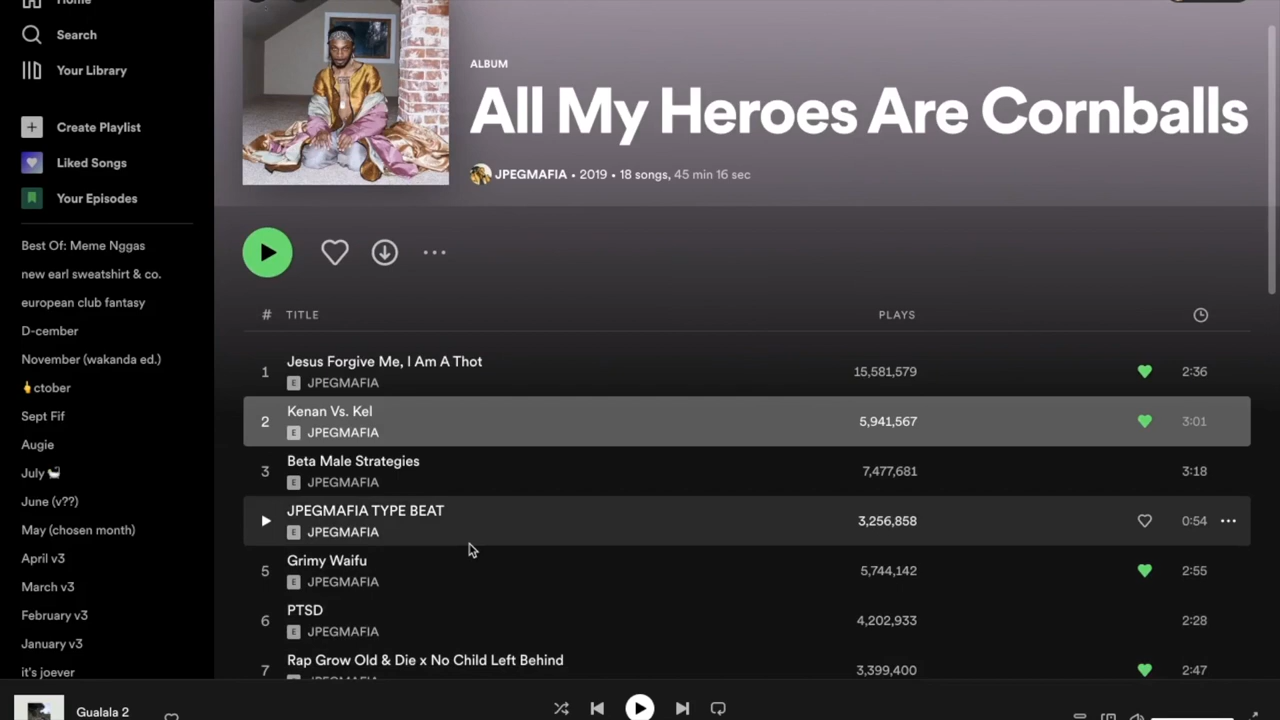 Home
Search
Your Library
Create Playlist
Liked Songs
Your Episodes
Best Of: Meme Nggas
new earl sweatshirt & co.
european club fantasy
D-cember
November (wakanda ed.)
🖕ctober
Sept Fif
Augie
July 🐩
June (v??)
May (chosen month)
April v3
March v3
February v3
January v3
it's joever
ALBUM
All My Heroes Are Cornballs
JPEGMAFIA • 2019 • 18 songs, 45 min 16 sec
# TITLE PLAYS
1 Jesus Forgive Me, I Am A Thot 15,581,579 2:36
E JPEGMAFIA
2 Kenan Vs. Kel 5,941,567 3:01
E JPEGMAFIA
3 Beta Male Strategies 7,477,681 3:18
E JPEGMAFIA
JPEGMAFIA TYPE BEAT 3,256,858 0:54
E JPEGMAFIA
5 Grimy Waifu 5,744,142 2:55
E JPEGMAFIA
6 PTSD 4,202,933 2:28
E JPEGMAFIA
7 Rap Grow Old & Die x No Child Left Behind 3,399,400 2:47
E JPEGMAFIA
Gualala 2